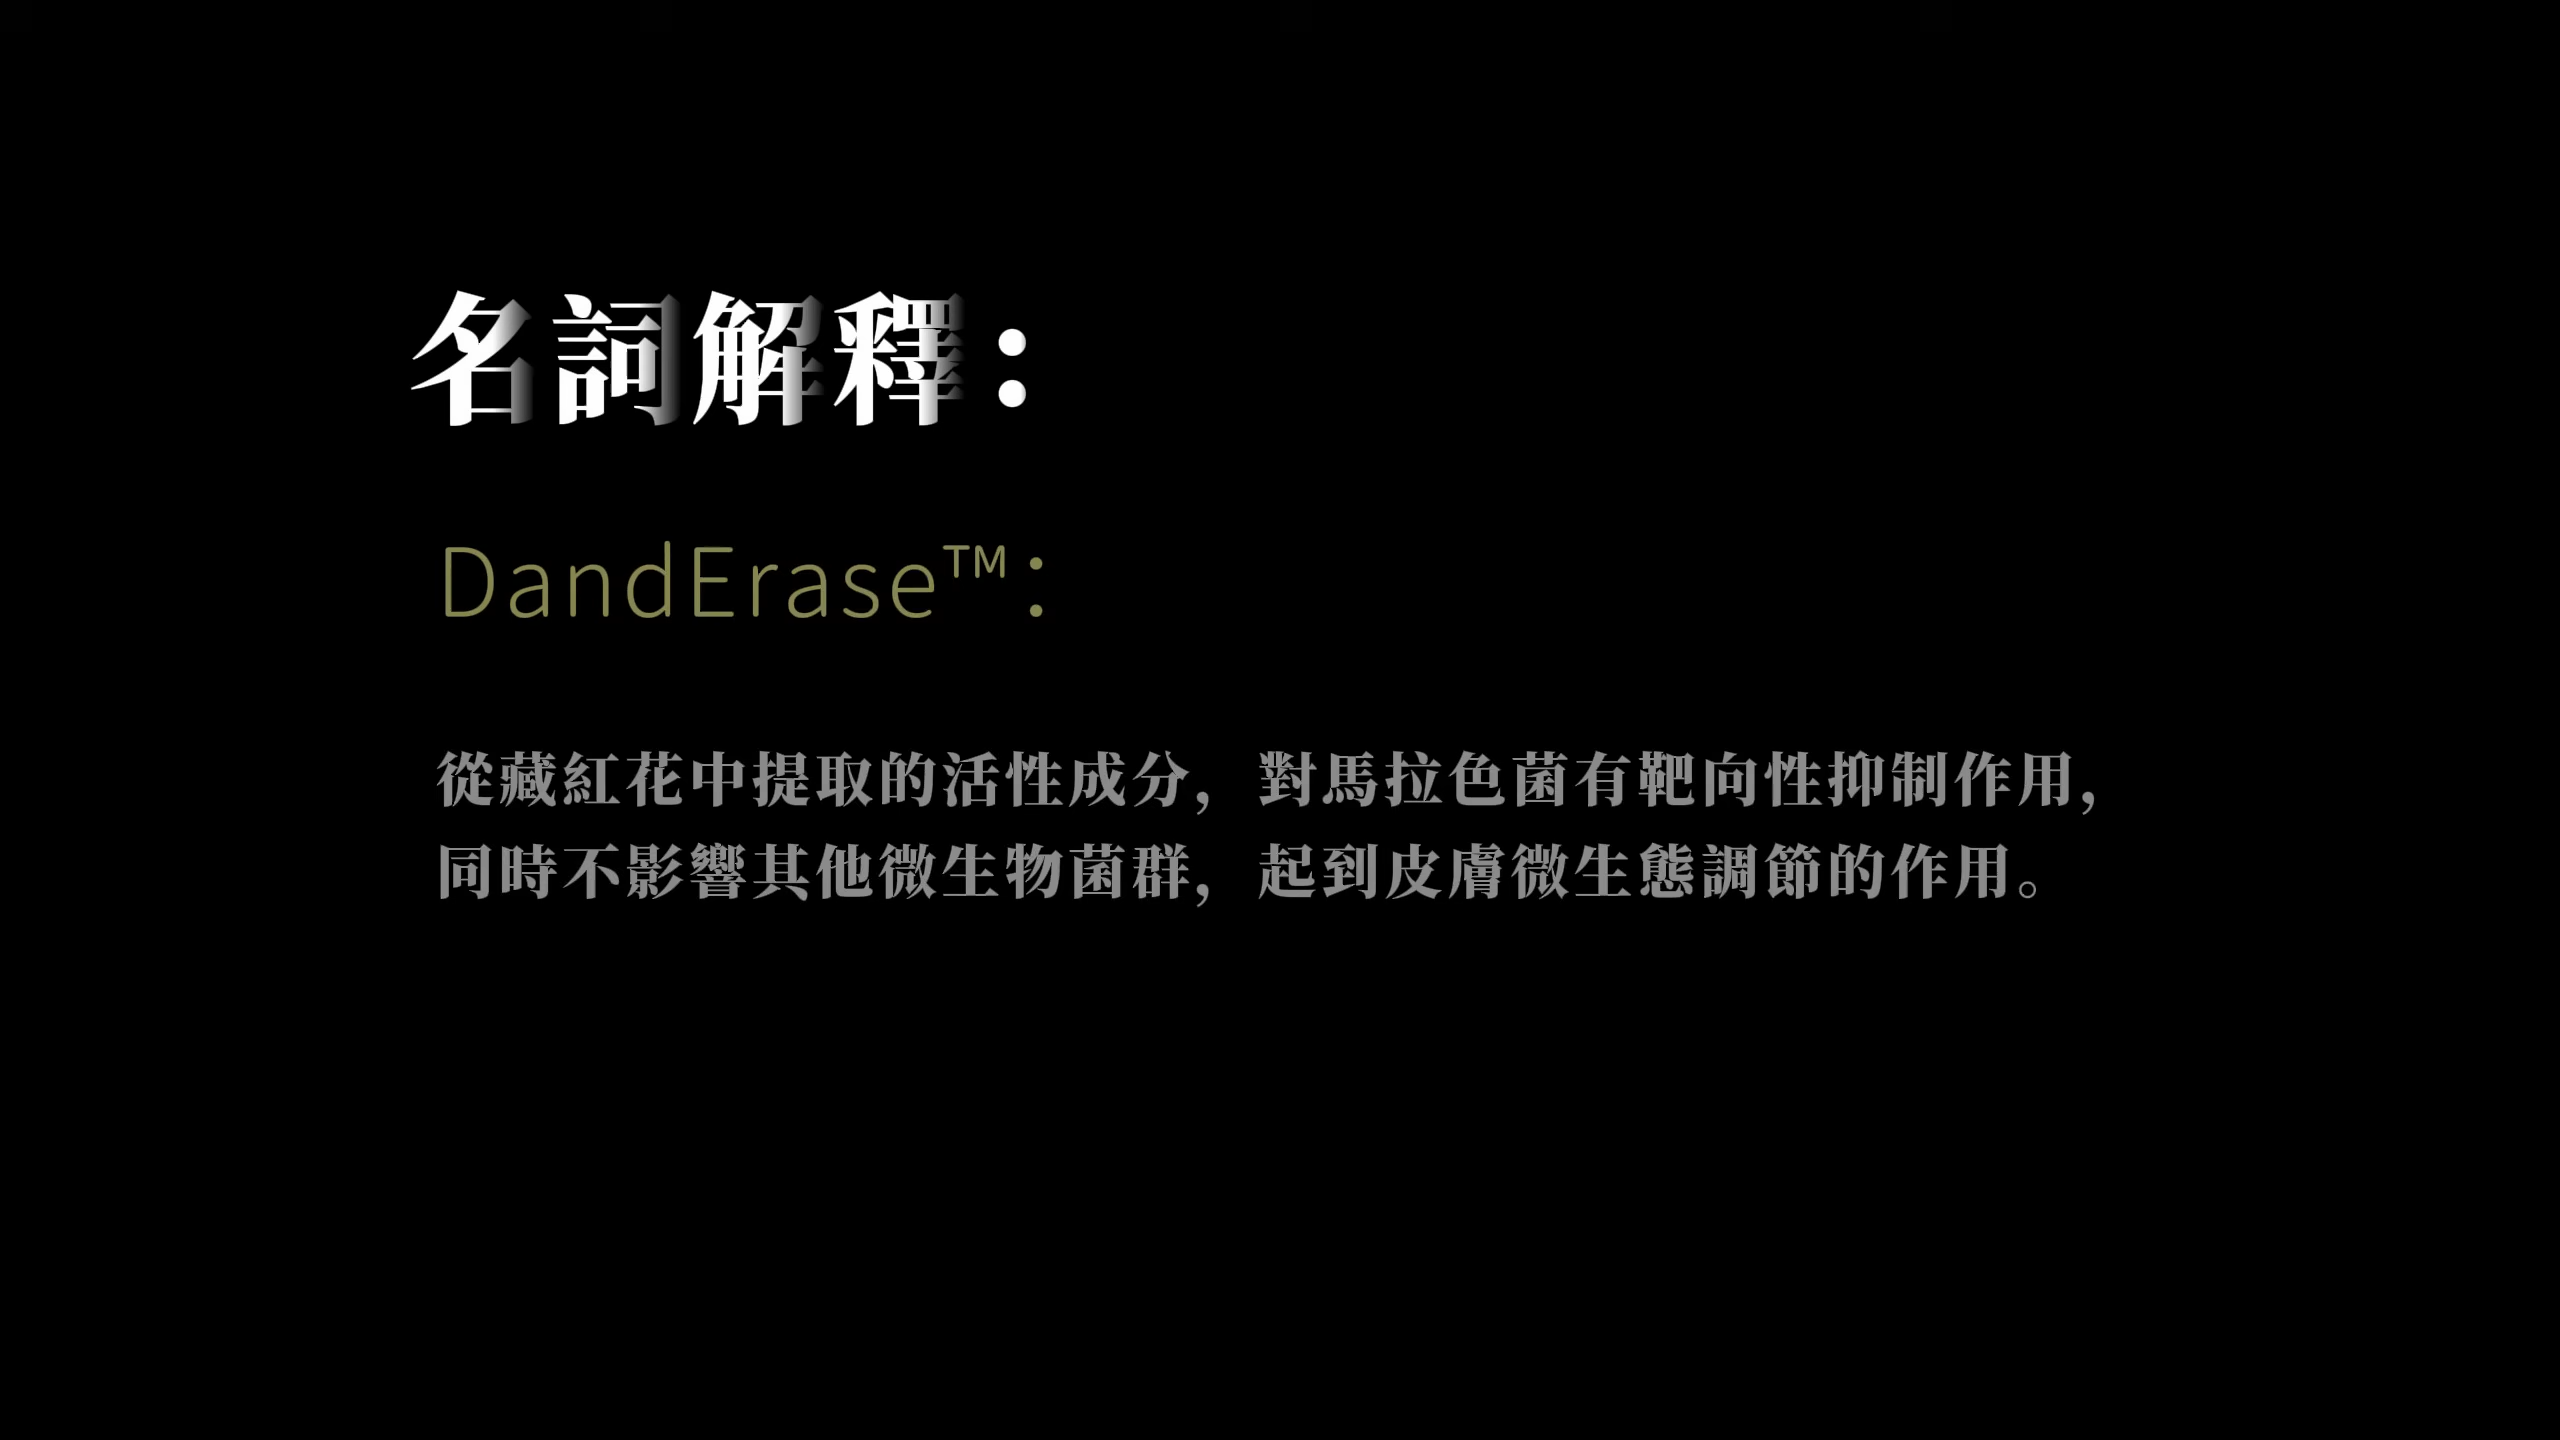 名詞解釋：
DandErase™：
從藏紅花中提取的活性成分，對馬拉色菌有靶向性抑制作用，
同時不影響其他微生物菌群，起到皮膚微生態調節的作用。